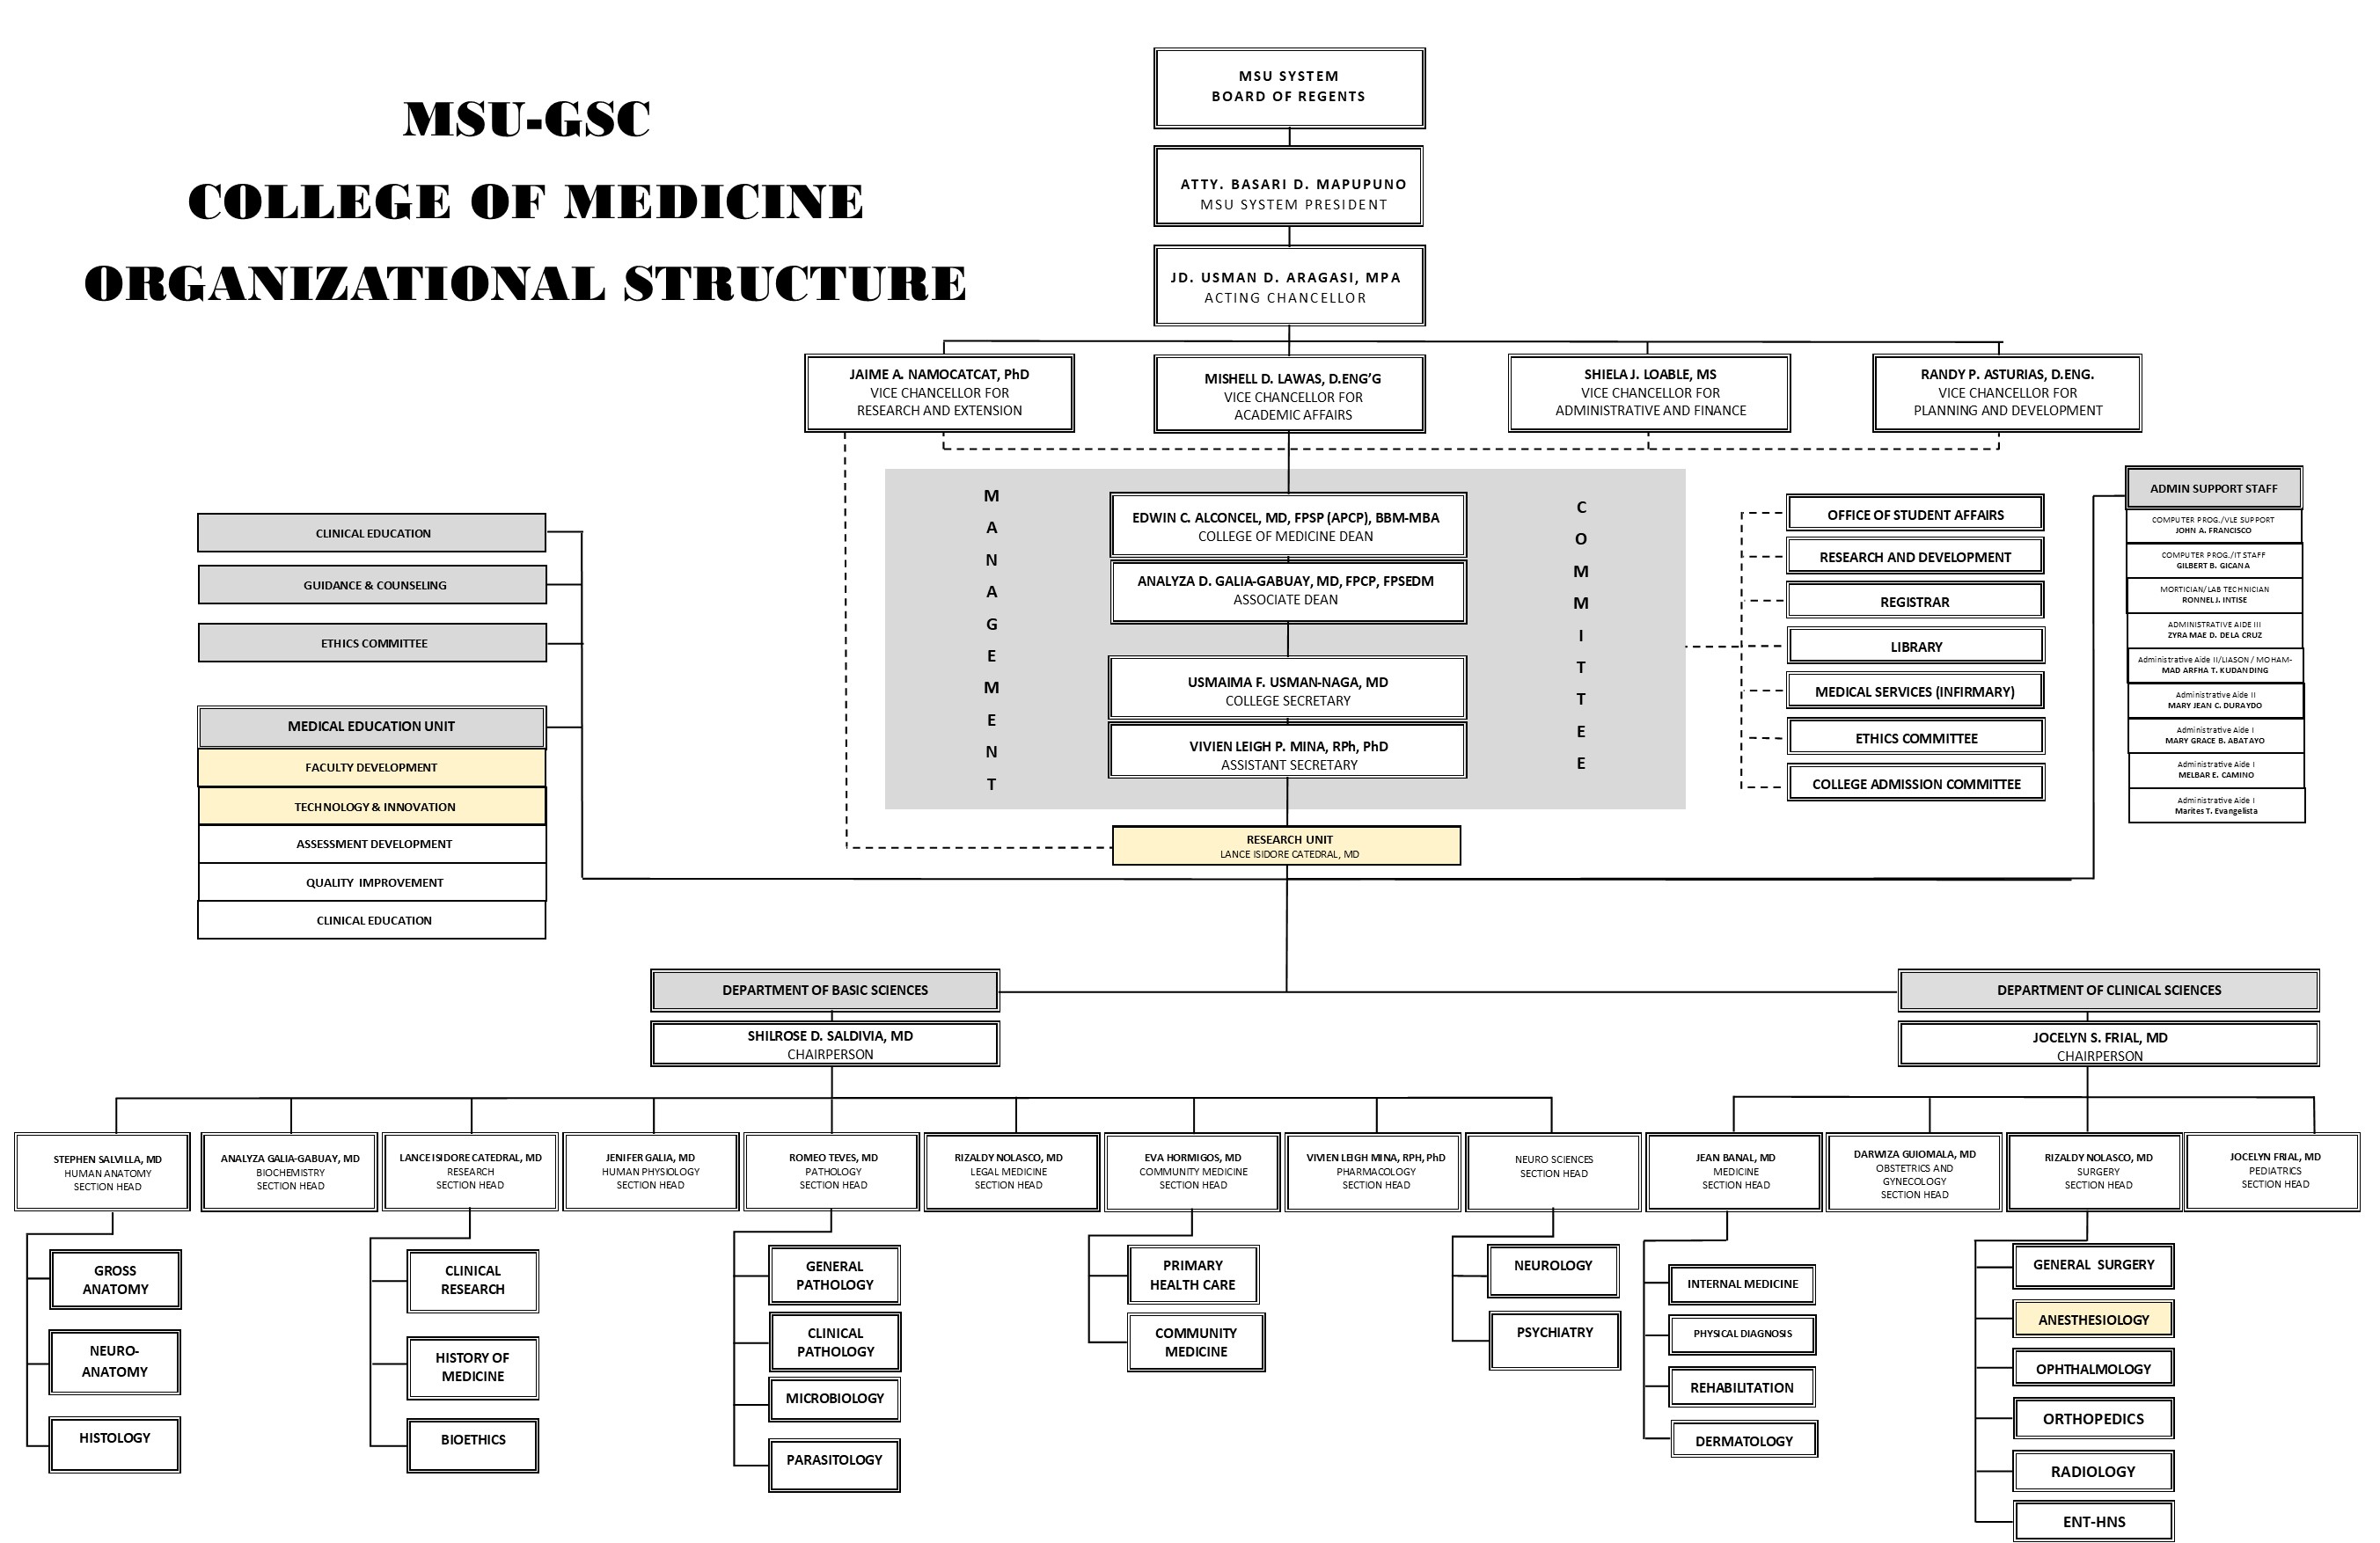 MSU-GSC
COLLEGE OF MEDICINE
ORGANIZATIONAL STRUCTURE
MSU SYSTEM
BOARD OF REGENTS
ATTY. BASARI D. MAPUPUNO
MSU SYSTEM PRESIDENT
JD. USMAN D. ARAGASI, MPA
ACTING CHANCELLOR
JAIME A. NAMOCATCAT, PhD
VICE CHANCELLOR FOR
RESEARCH AND EXTENSION
MISHELL D. LAWAS, D.ENG’G
VICE CHANCELLOR FOR
ACADEMIC AFFAIRS
SHIELA J. LOABLE, MS
VICE CHANCELLOR FOR
ADMINISTRATIVE AND FINANCE
RANDY P. ASTURIAS, D.ENG.
VICE CHANCELLOR FOR
PLANNING AND DEVELOPMENT
MANAGEMENT
EDWIN C. ALCONCEL, MD, FPSP (APCP), BBM-MBA
COLLEGE OF MEDICINE DEAN
ANALYZA D. GALIA-GABUAY, MD, FPCP, FPSEDM
ASSOCIATE DEAN
USMAIMA F. USMAN-NAGA, MD
COLLEGE SECRETARY
VIVIEN LEIGH P. MINA, RPh, PhD
ASSISTANT SECRETARY
COMMITTEE
RESEARCH UNIT
LANCE ISIDORE CATEDRAL, MD
CLINICAL EDUCATION
GUIDANCE & COUNSELING
ETHICS COMMITTEE
MEDICAL EDUCATION UNIT
FACULTY DEVELOPMENT
TECHNOLOGY & INNOVATION
ASSESSMENT DEVELOPMENT
QUALITY IMPROVEMENT
CLINICAL EDUCATION
OFFICE OF STUDENT AFFAIRS
RESEARCH AND DEVELOPMENT
REGISTRAR
LIBRARY
MEDICAL SERVICES (INFIRMARY)
ETHICS COMMITTEE
COLLEGE ADMISSION COMMITTEE
ADMIN SUPPORT STAFF
COMPUTER PROG./VLE SUPPORT
JOHN A. FRANCISCO
COMPUTER PROG./IT STAFF
GILBERT B. GICANA
MORTICIAN/LAB TECHNICIAN
RONNEL J. INTISE
ADMINISTRATIVE AIDE III
ZYRA MAE D. DELA CRUZ
Administrative Aide II/LIASON / MOHAM-
MAD ARFHA T. KUDANDING
Administrative Aide II
MARY JEAN C. DURAYDO
Administrative Aide I
MARY GRACE B. ABATAYO
Administrative Aide I
MELBAR E. CAMINO
Administrative Aide I
Marites T. Evangelista
DEPARTMENT OF BASIC SCIENCES
SHILROSE D. SALDIVIA, MD
CHAIRPERSON
DEPARTMENT OF CLINICAL SCIENCES
JOCELYN S. FRIAL, MD
CHAIRPERSON
STEPHEN SALVILLA, MD
HUMAN ANATOMY
SECTION HEAD
ANALYZA GALIA-GABUAY, MD
BIOCHEMISTRY
SECTION HEAD
LANCE ISIDORE CATEDRAL, MD
RESEARCH
SECTION HEAD
JENIFER GALIA, MD
HUMAN PHYSIOLOGY
SECTION HEAD
ROMEO TEVES, MD
PATHOLOGY
SECTION HEAD
RIZALDY NOLASCO, MD
LEGAL MEDICINE
SECTION HEAD
EVA HORMIGOS, MD
COMMUNITY MEDICINE
SECTION HEAD
VIVIEN LEIGH MINA, RPH, PhD
PHARMACOLOGY
SECTION HEAD
NEURO SCIENCES
SECTION HEAD
JEAN BANAL, MD
MEDICINE
SECTION HEAD
DARWIZA GUIOMALA, MD
OBSTETRICS AND
GYNECOLOGY
SECTION HEAD
RIZALDY NOLASCO, MD
SURGERY
SECTION HEAD
JOCELYN FRIAL, MD
PEDIATRICS
SECTION HEAD
GROSS
ANATOMY
NEURO-
ANATOMY
HISTOLOGY
CLINICAL
RESEARCH
HISTORY OF
MEDICINE
BIOETHICS
GENERAL
PATHOLOGY
CLINICAL
PATHOLOGY
MICROBIOLOGY
PARASITOLOGY
PRIMARY
HEALTH CARE
COMMUNITY
MEDICINE
NEUROLOGY
PSYCHIATRY
INTERNAL MEDICINE
PHYSICAL DIAGNOSIS
REHABILITATION
DERMATOLOGY
GENERAL SURGERY
ANESTHESIOLOGY
OPHTHALMOLOGY
ORTHOPEDICS
RADIOLOGY
ENT-HNS